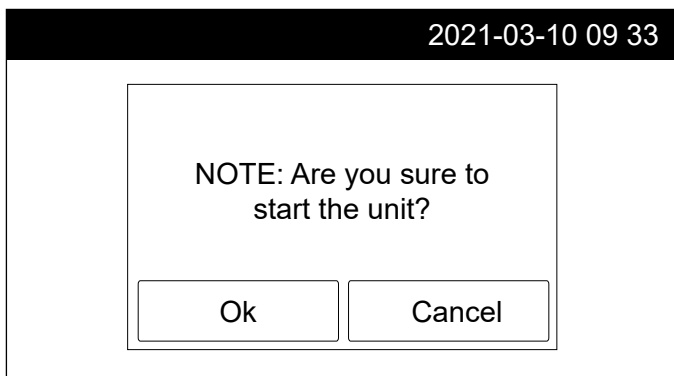 2021-03-10 09 33
NOTE: Are you sure to
start the unit?
Ok
Cancel